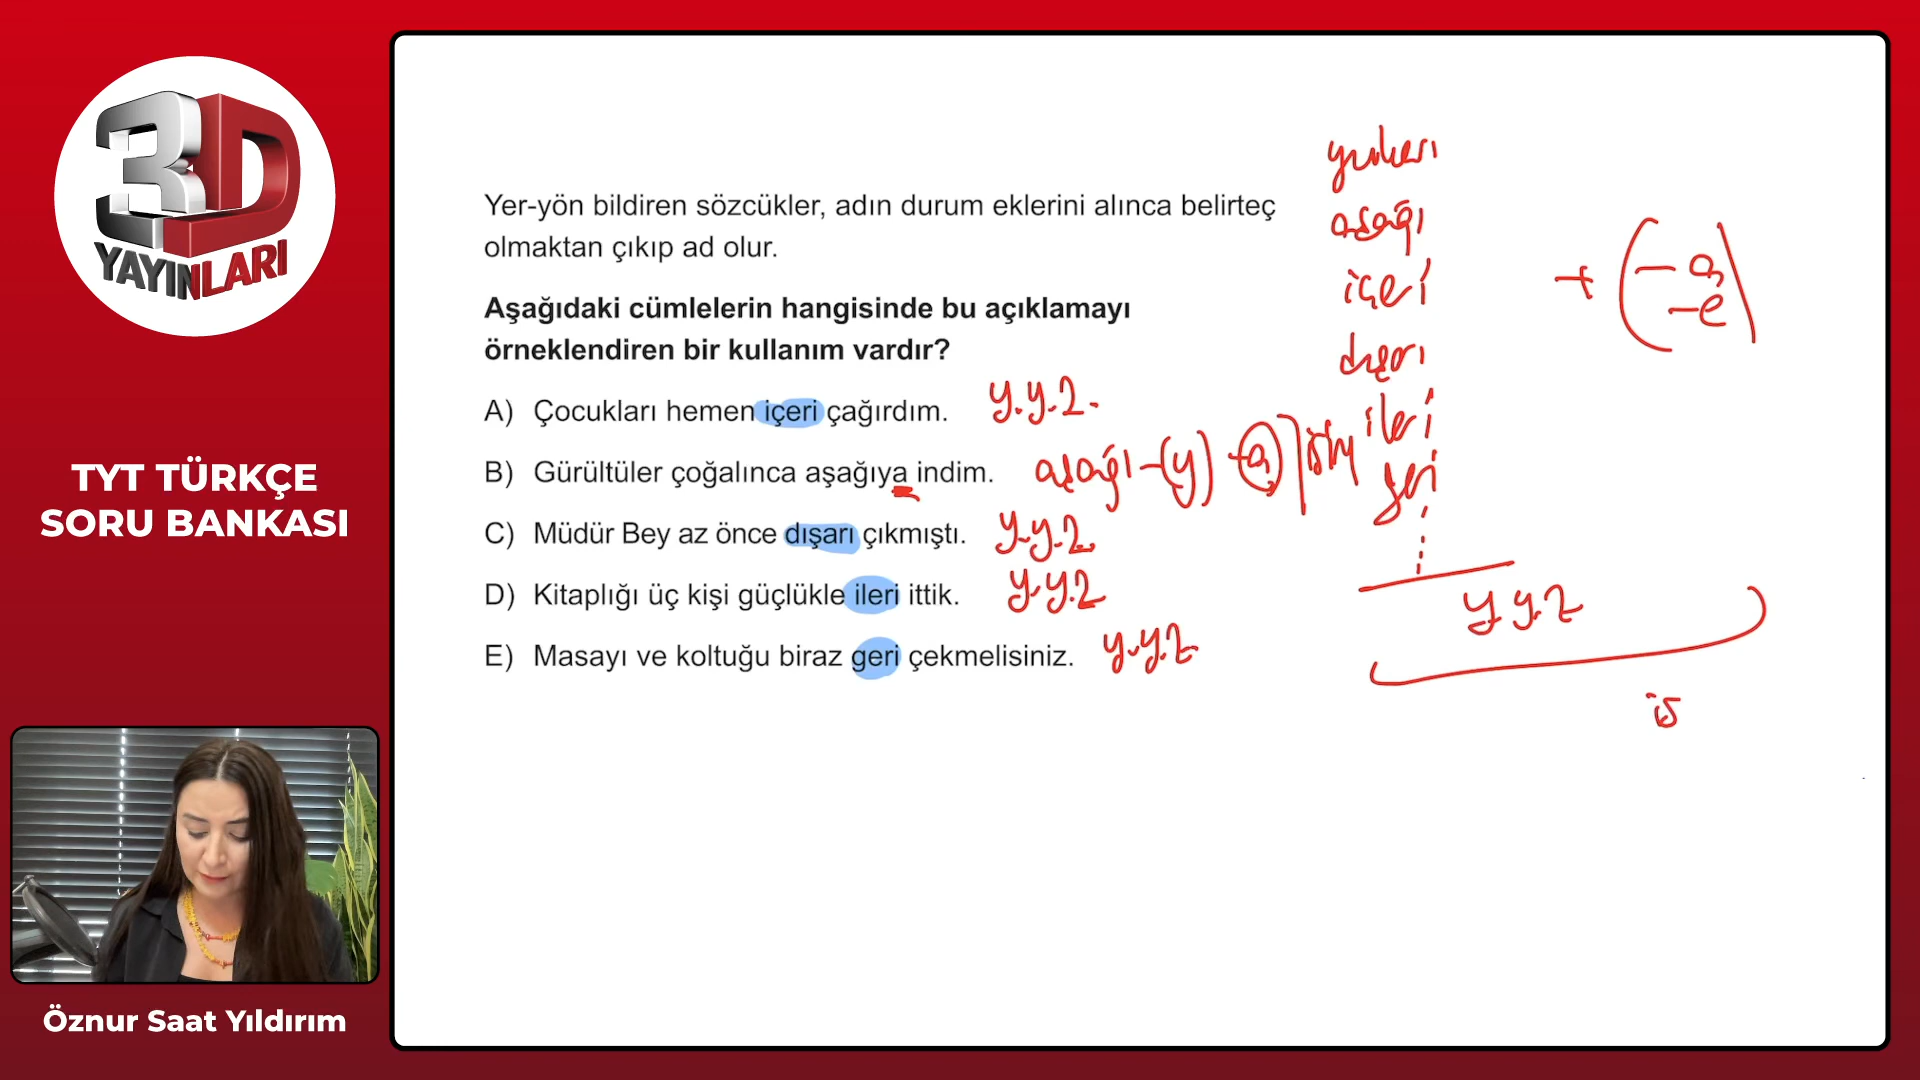 3D
YAYINLARI
TYT TÜRKÇE
SORU BANKASI
Öznur Saat Yıldırım
Yer-yön bildiren sözcükler, adın durum eklerini alınca belirteç
olmaktan çıkıp ad olur.
Aşağıdaki cümlelerin hangisinde bu açıklamayı
örneklendiren bir kullanım vardır?
A) Çocukları hemen içeri çağırdım. y.y.z.
B) Gürültüler çoğalınca aşağıya indim. aşağı-(y)-a isim
C) Müdür Bey az önce dışarı çıkmıştı. y.y.z
D) Kitaplığı üç kişi güçlükle ileri ittik. y.y.z
E) Masayı ve koltuğu biraz geri çekmelisiniz. y.y.z
yukarı
aşağı
içeri
dışarı
ileri
geri
y.y.z
+ (-a
-e)
is